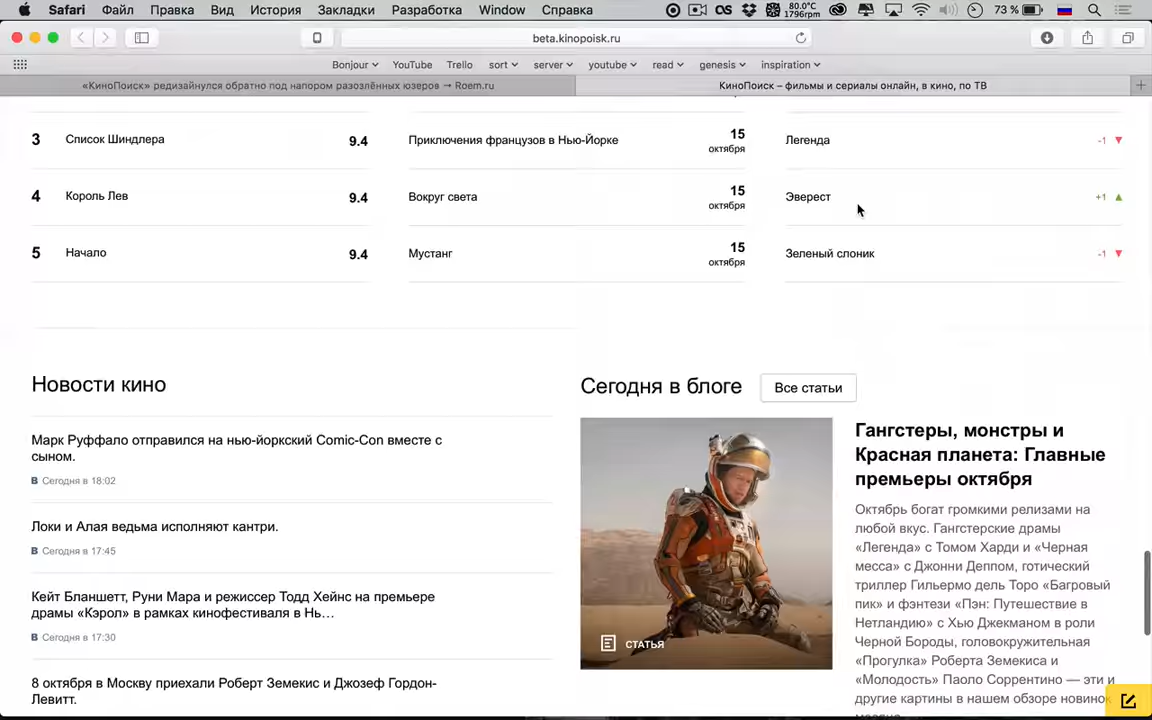 Safari Файл Правка Вид История Закладки Разработка Window Справка
80.0°C
1796rpm
73 %
beta.kinopoisk.ru
Bonjour YouTube Trello sort server youtube read genesis inspiration
«КиноПоиск» редизайнулся обратно под напором разозлённых юзеров → Roem.ru
КиноПоиск – фильмы и сериалы онлайн, в кино, по ТВ
3 Список Шиндлера 9.4
Приключения французов в Нью-Йорке 15
октября
Легенда -1
4 Король Лев 9.4
Вокруг света 15
октября
Эверест +1
5 Начало 9.4
Мустанг 15
октября
Зеленый слоник -1
Новости кино
Марк Руффало отправился на нью-йоркский Comic-Con вместе с
сыном.
В Сегодня в 18:02
Локи и Алая ведьма исполняют кантри.
В Сегодня в 17:45
Кейт Бланшетт, Руни Мара и режиссер Тодд Хейнс на премьере
драмы «Кэрол» в рамках кинофестиваля в Нь…
В Сегодня в 17:30
8 октября в Москву приехали Роберт Земекис и Джозеф Гордон-
Левитт.
Сегодня в блоге
Все статьи
СТАТЬЯ
Гангстеры, монстры и
Красная планета: Главные
премьеры октября
Октябрь богат громкими релизами на
любой вкус. Гангстерские драмы
«Легенда» с Томом Харди и «Черная
месса» с Джонни Деппом, готический
триллер Гильермо дель Торо «Багровый
пик» и фэнтези «Пэн: Путешествие в
Нетландию» с Хью Джекманом в роли
Черной Бороды, головокружительная
«Прогулка» Роберта Земекиса и
«Молодость» Паоло Соррентино — эти и
другие картины в нашем обзоре новинок